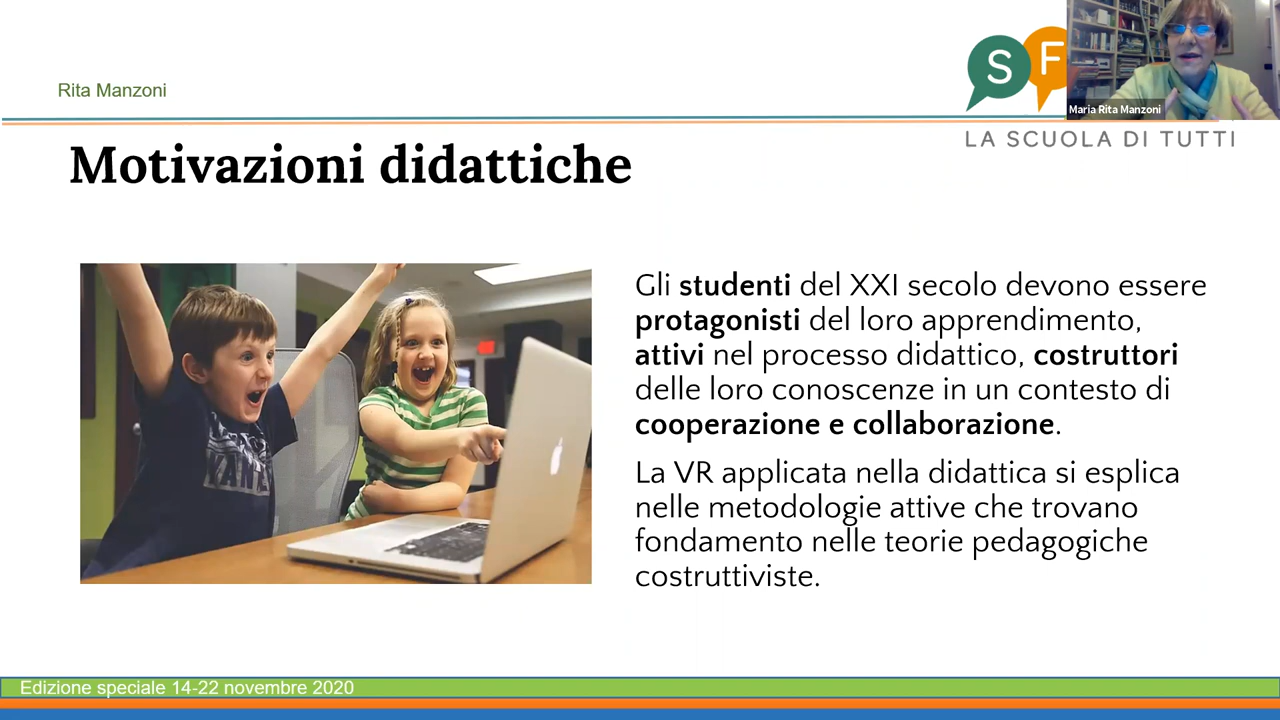 Rita Manzoni
S F
Maria Rita Manzoni
LA SCUOLA DI TUTTI
Motivazioni didattiche
Gli studenti del XXI secolo devono essere
protagonisti del loro apprendimento,
attivi nel processo didattico, costruttori
delle loro conoscenze in un contesto di
cooperazione e collaborazione.
La VR applicata nella didattica si esplica
nelle metodologie attive che trovano
fondamento nelle teorie pedagogiche
costruttiviste.
Edizione speciale 14-22 novembre 2020